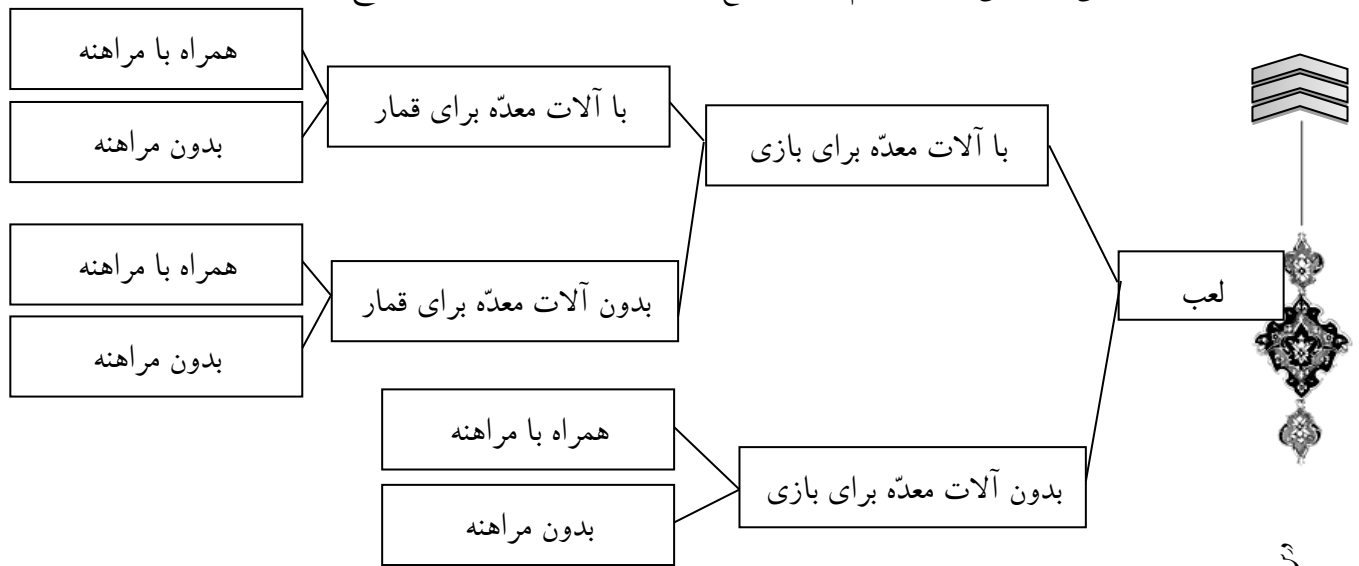 لعب
با آلات معدّه برای بازی
با آلات معدّه برای قمار
همراه با مراهنه
بدون مراهنه
بدون آلات معدّه برای قمار
همراه با مراهنه
بدون مراهنه
بدون آلات معدّه برای بازی
همراه با مراهنه
بدون مراهنه